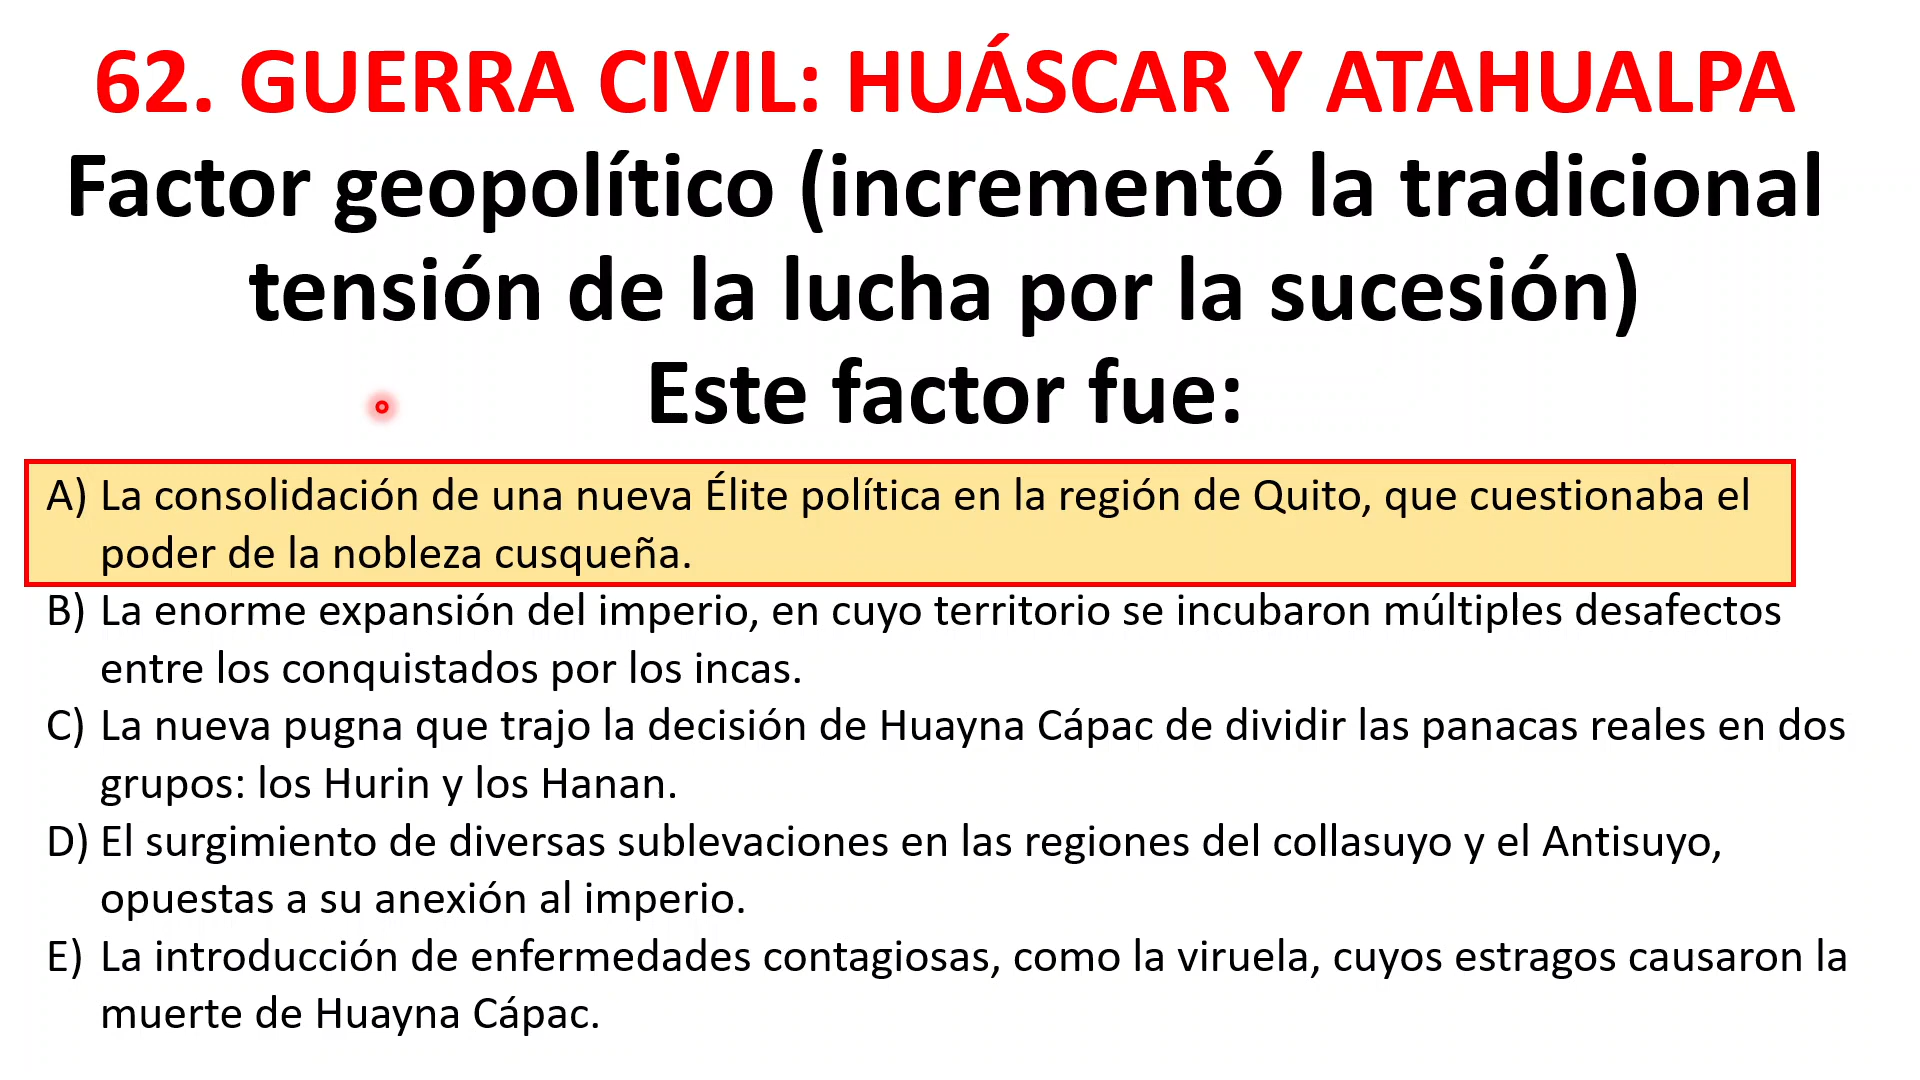 62. GUERRA CIVIL: HUÁSCAR Y ATAHUALPA
Factor geopolítico (incrementó la tradicional
tensión de la lucha por la sucesión)
Este factor fue:
A) La consolidación de una nueva Élite política en la región de Quito, que cuestionaba el
poder de la nobleza cusqueña.
B) La enorme expansión del imperio, en cuyo territorio se incubaron múltiples desafectos
entre los conquistados por los incas.
C) La nueva pugna que trajo la decisión de Huayna Cápac de dividir las panacas reales en dos
grupos: los Hurin y los Hanan.
D) El surgimiento de diversas sublevaciones en las regiones del collasuyo y el Antisuyo,
opuestas a su anexión al imperio.
E) La introducción de enfermedades contagiosas, como la viruela, cuyos estragos causaron la
muerte de Huayna Cápac.